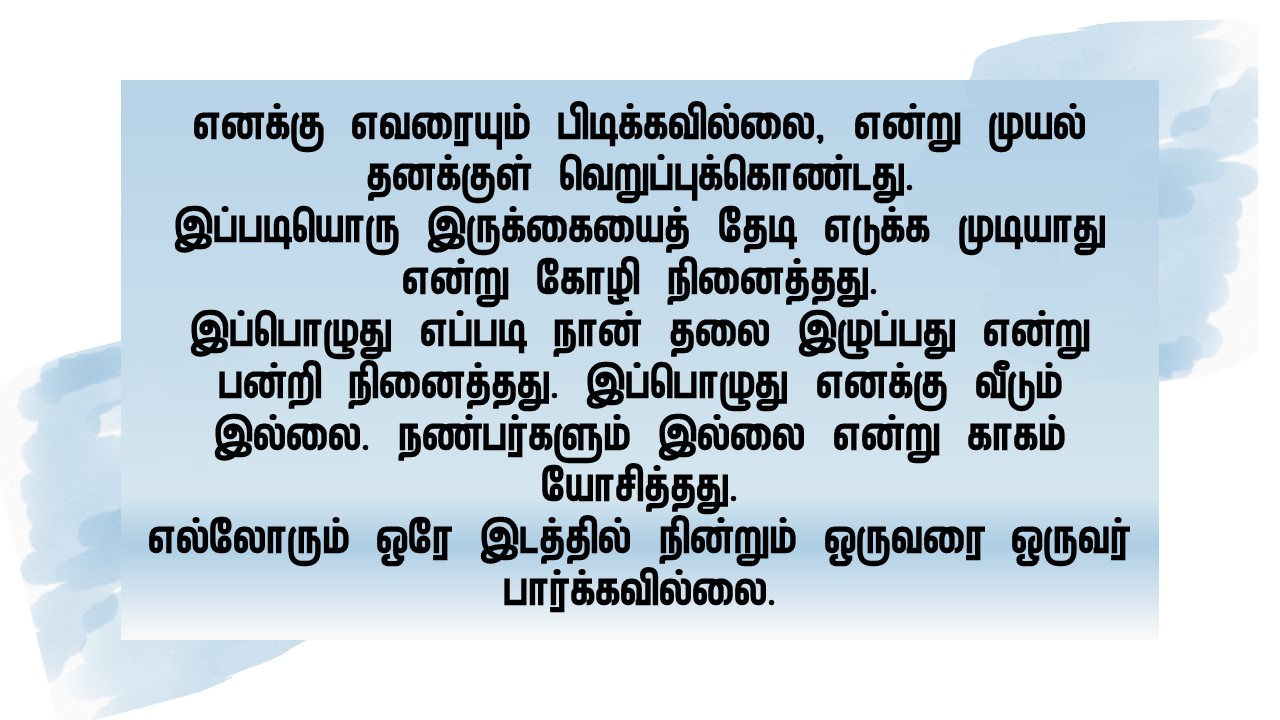 எனக்கு எவரையும் பிடிக்கவில்லை, என்று முயல்
தனக்குள் வெறுப்புக்கொண்டது.
இப்படியொரு இருக்கையைத் தேடி எடுக்க முடியாது
என்று கோழி நினைத்தது.
இப்பொழுது எப்படி நான் தலை இழுப்பது என்று
பன்றி நினைத்தது. இப்பொழுது எனக்கு வீடும்
இல்லை. நண்பர்களும் இல்லை என்று காகம்
யோசித்தது.
எல்லோரும் ஒரே இடத்தில் நின்றும் ஒருவரை ஒருவர்
பார்க்கவில்லை.